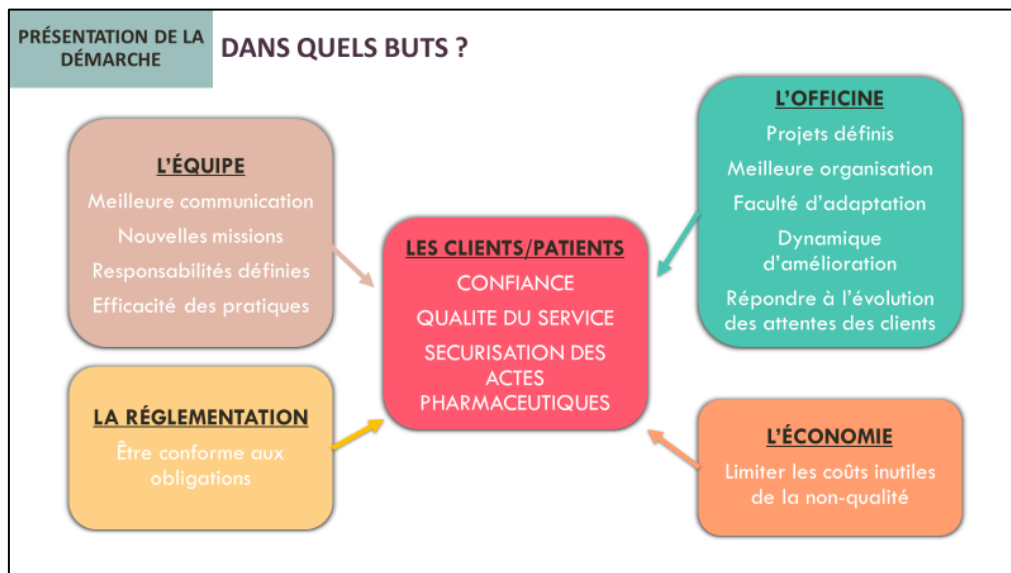 PRÉSENTATION DE LA
DÉMARCHE
DANS QUELS BUTS ?
L'ÉQUIPE
Meilleure communication
Nouvelles missions
Responsabilités définies
Efficacité des pratiques
LA RÉGLEMENTATION
Être conforme aux
obligations
LES CLIENTS/PATIENTS
CONFIANCE
QUALITE DU SERVICE
SECURISATION DES
ACTES
PHARMACEUTIQUES
L'OFFICINE
Projets définis
Meilleure organisation
Faculté d'adaptation
Dynamique
d'amélioration
Répondre à l'évolution
des attentes des clients
L'ÉCONOMIE
Limiter les coûts inutiles
de la non-qualité